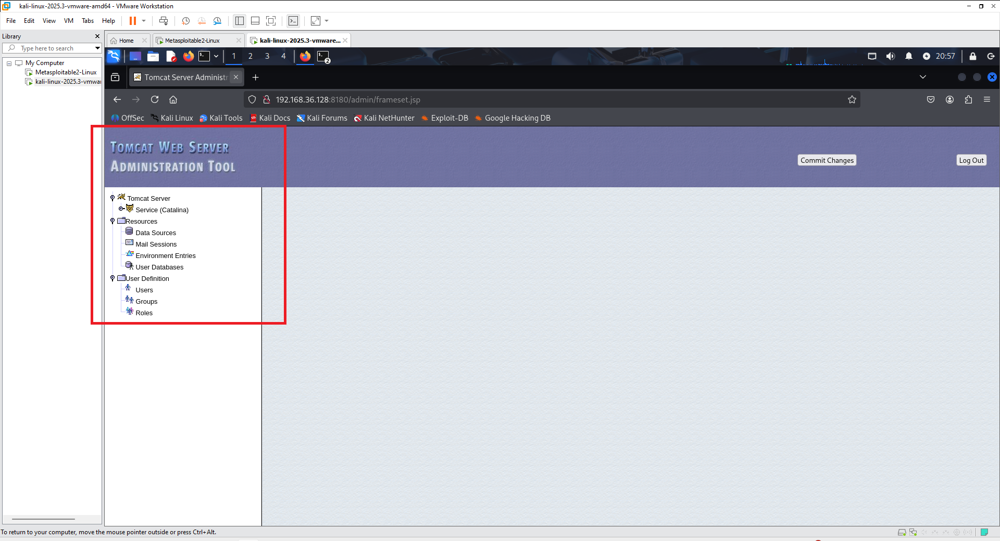 kali-linux-2025.3-vmware-amd64 - VMware Workstation
File Edit View VM Tabs Help
Library
Type here to search
My Computer
Metasploitable2-Linux
kali-linux-2025.3-vmwar
Home
Metasploitable2-Linux
kali-linux-2025.3-vmware...
1 2 3 4
2
20:57
Tomcat Server Administr
192.168.36.128:8180/admin/frameset.jsp
OffSec Kali Linux Kali Tools Kali Docs Kali Forums Kali NetHunter Exploit-DB Google Hacking DB
TOMCAT WEB SERVER
ADMINISTRATION TOOL
Commit Changes
Log Out
Tomcat Server
Service (Catalina)
Resources
Data Sources
Mail Sessions
Environment Entries
User Databases
User Definition
Users
Groups
Roles
To return to your computer, move the mouse pointer outside or press Ctrl+Alt.